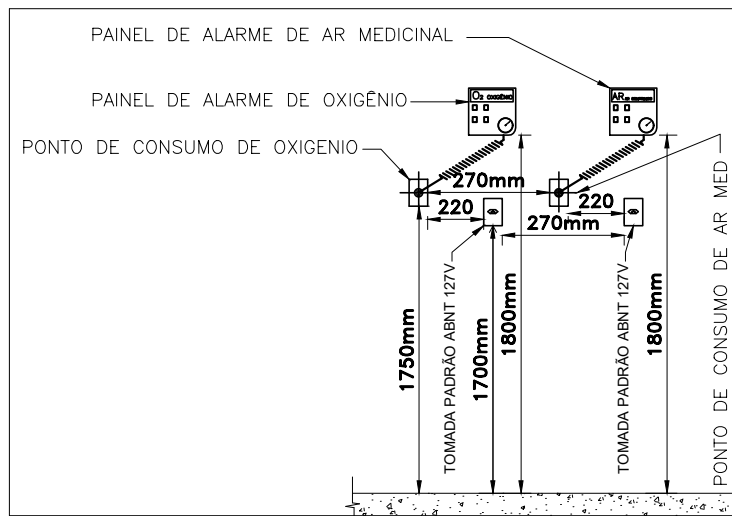 PAINEL DE ALARME DE AR MEDICINAL
PAINEL DE ALARME DE OXIGÊNIO
O2 OXIGÊNIO
AR
PONTO DE CONSUMO DE OXIGENIO
270mm
220
220
270mm
1750mm
TOMADA PADRÃO ABNT 127V
1700mm
1800mm
TOMADA PADRÃO ABNT 127V
1800mm
PONTO DE CONSUMO DE AR MED